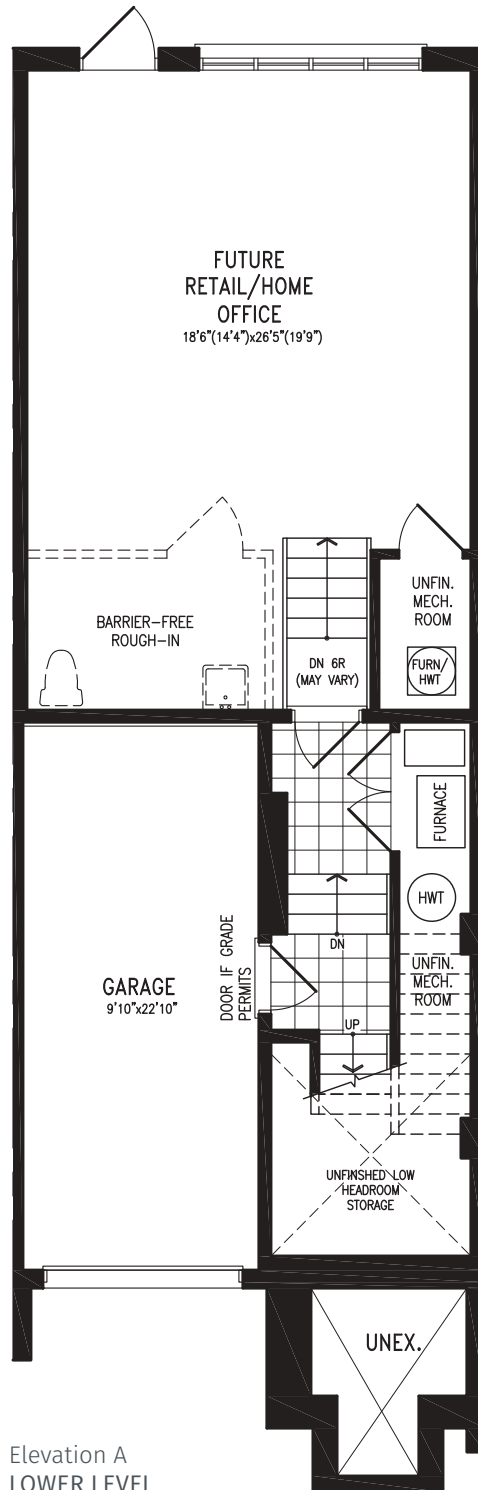 FUTURE
RETAIL/HOME
OFFICE
18'6"(14'4")x26'5"(19'9")
BARRIER-FREE
ROUGH-IN
DN 6R
(MAY VARY)
UNFIN.
MECH.
ROOM
FURN/
HWT
FURNACE
HWT
DN
UNFIN.
MECH.
ROOM
GARAGE
9'10"x22'10"
DOOR IF GRADE
PERMITS
UP
UNFINISHED LOW
HEADROOM
STORAGE
UNEX.
Elevation A
LOWER LEVEL